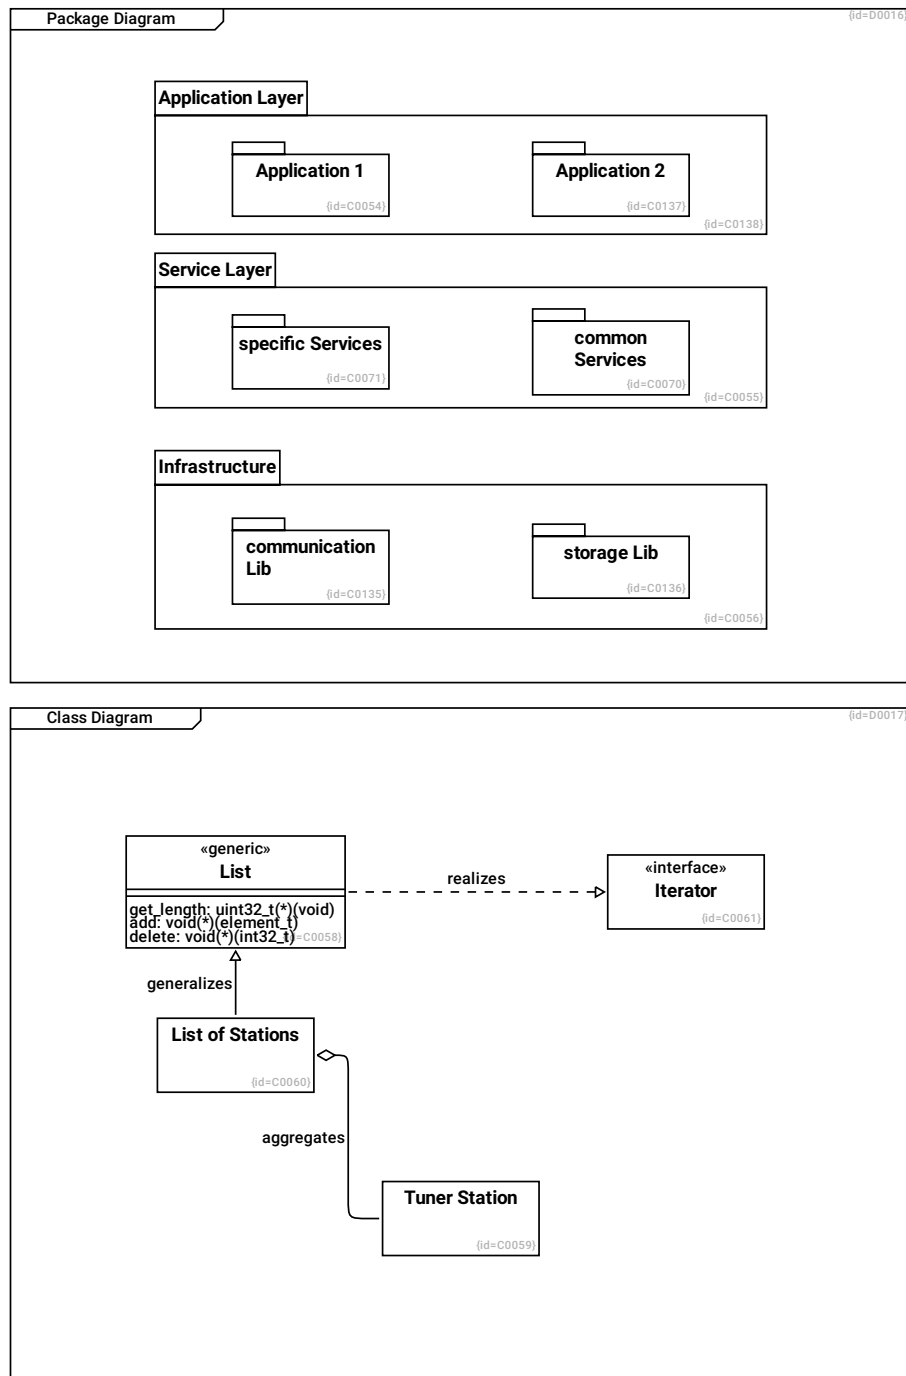 Package Diagram
{id=D0016}
Application Layer
Application 1
{id=C0054}
Application 2
{id=C0137}
{id=C0138}
Service Layer
specific Services
{id=C0071}
common
Services
{id=C0070}
{id=C0055}
Infrastructure
communication
Lib
{id=C0135}
storage Lib
{id=C0136}
{id=C0056}
Class Diagram
{id=D0017}
«generic»
List
get_length: uint32_t(*)(void)
add: void(*)(element_t)
delete: void(*)(int32_t)
{id=C0058}
realizes
«interface»
Iterator
{id=C0061}
generalizes
List of Stations
{id=C0060}
aggregates
Tuner Station
{id=C0059}